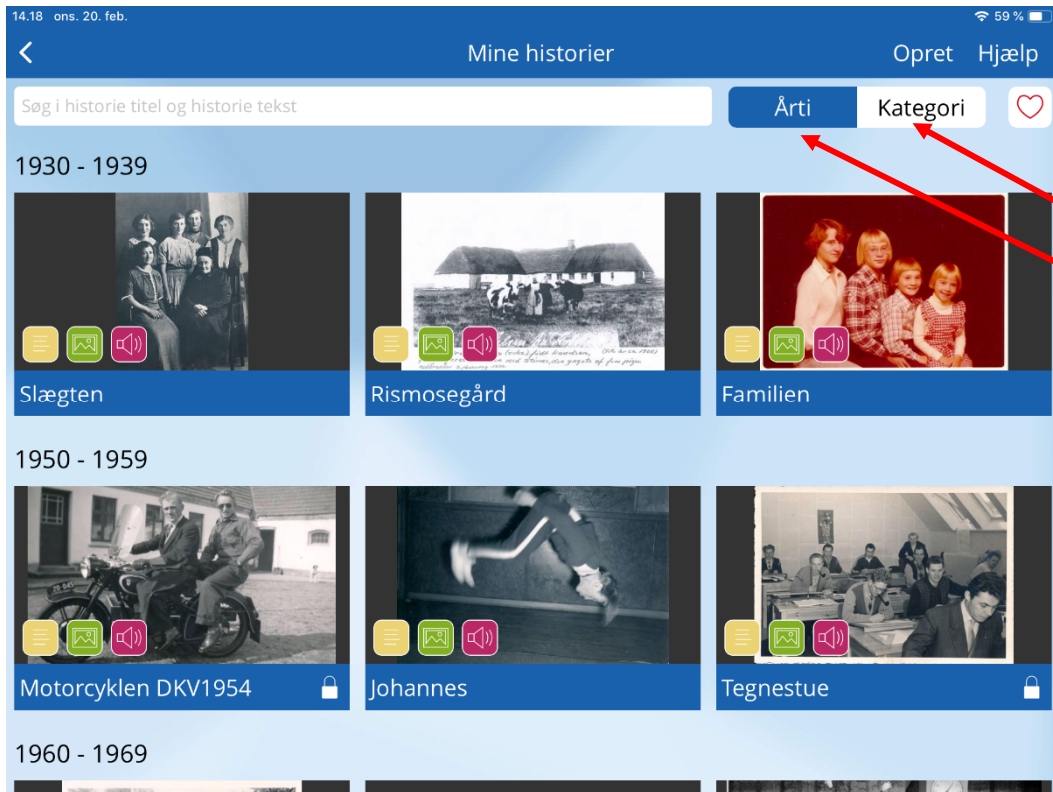 14.18 ons. 20. feb.
59 %
Mine historier
Opret Hjælp
Søg i historie titel og historie tekst
Årti Kategori
1930 - 1939
Slægten
Rismosegård
Familien
1950 - 1959
Motorcyklen DKV1954
Johannes
Tegnestue
1960 - 1969